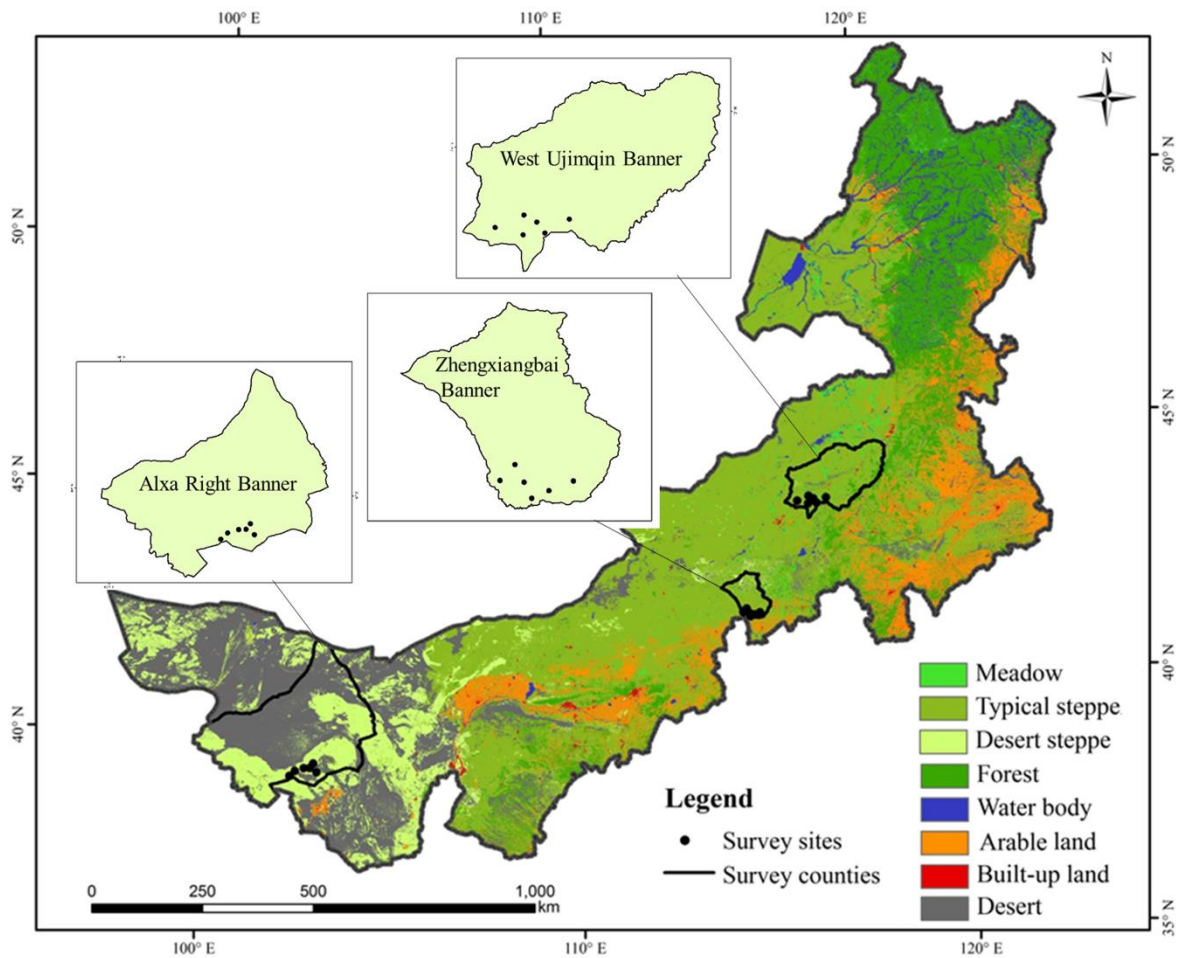 100° E
110° E
120° E
N
West Ujimqin Banner
50° N
50° N
Zhengxiangbai
Banner
45° N
Alxa Right Banner
45° N
40° N
40° N
Meadow
Typical steppe
Desert steppe
Forest
Legend
Water body
Survey sites
Arable land
Survey counties
Built-up land
Desert
0
250
500
1,000
km
35° N
100° E
110° E
120° E